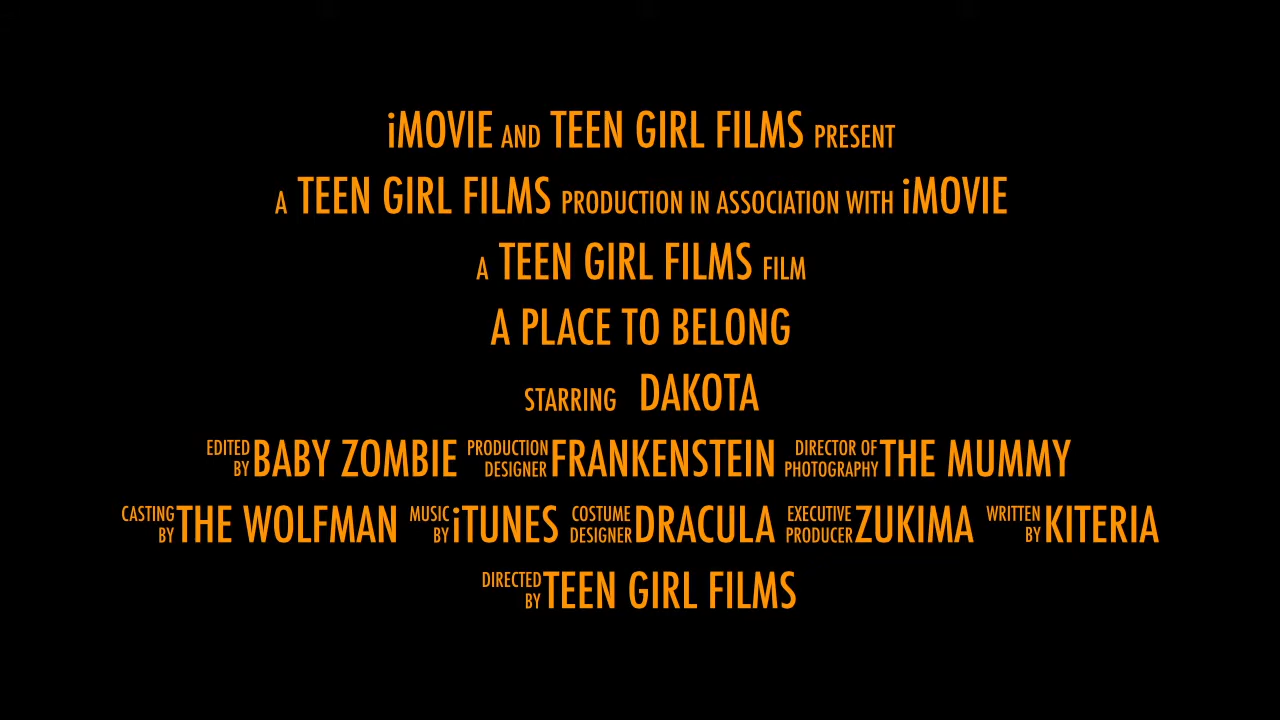 iMOVIE AND TEEN GIRL FILMS PRESENT
A TEEN GIRL FILMS PRODUCTION IN ASSOCIATION WITH iMOVIE
A TEEN GIRL FILMS FILM
A PLACE TO BELONG
STARRING DAKOTA
EDITED BY BABY ZOMBIE PRODUCTION DESIGNER FRANKENSTEIN DIRECTOR OF PHOTOGRAPHY THE MUMMY
CASTING BY THE WOLFMAN MUSIC BY iTUNES COSTUME DESIGNER DRACULA EXECUTIVE PRODUCER ZUKIMA WRITTEN BY KITERIA
DIRECTED BY TEEN GIRL FILMS